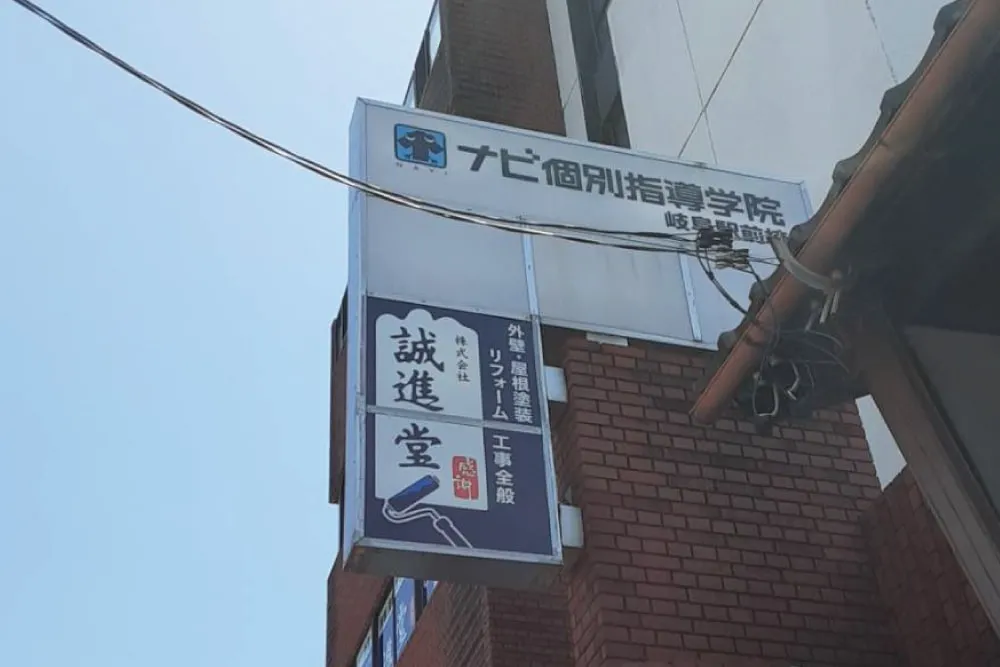 NAVI
ナビ個別指導学院
岐阜駅前校
株式会社
誠進堂
感謝
外壁・屋根塗装
リフォーム
工事全般